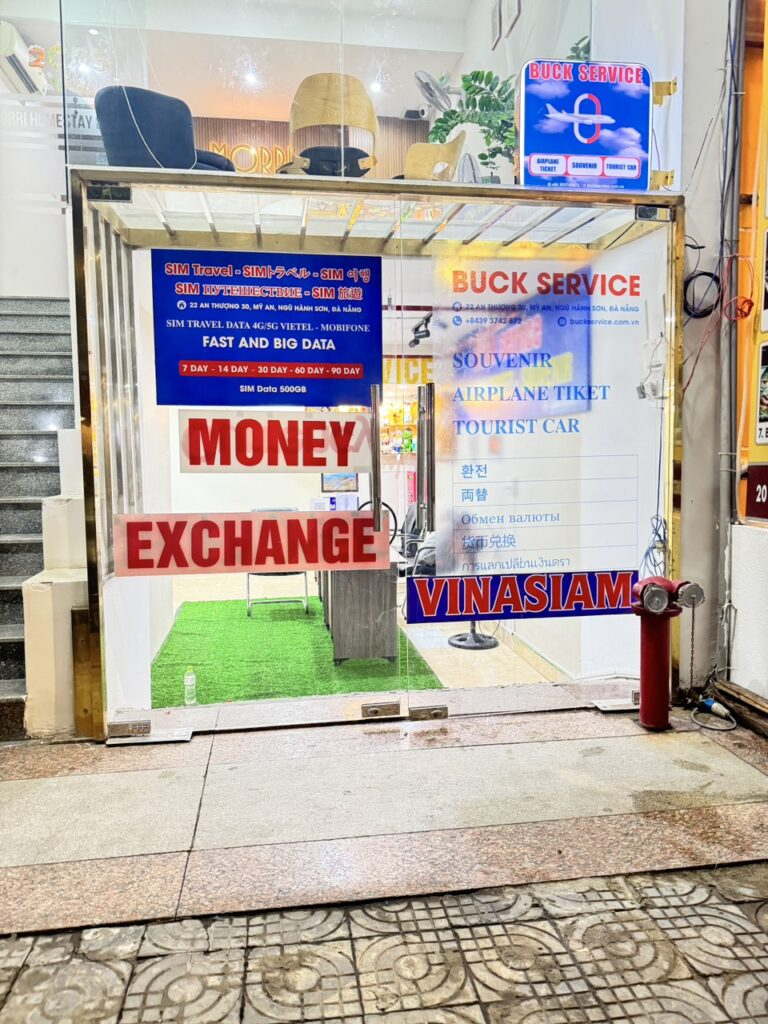 BUCK SERVICE
AIRPLANE TICKET
SOUVENIR
TOURIST CAR
MORRI
HOMESTAY
SIM Travel - SIMトラベル - SIM 여행
SIM ПУТЕШЕСТВИЕ - SIM 旅遊
22 AN THƯỢNG 30, MỸ AN, NGŨ HÀNH SƠN, ĐÀ NẴNG
SIM TRAVEL DATA 4G/5G VIETEL - MOBIFONE
FAST AND BIG DATA
7 DAY - 14 DAY - 30 DAY - 60 DAY - 90 DAY
SIM Data 500GB
MONEY
EXCHANGE
BUCK SERVICE
22 AN THƯỢNG 30, MỸ AN, NGŨ HÀNH SƠN, ĐÀ NẴNG
+8439 3742 872 buckservice.com.vn
SOUVENIR
AIRPLANE TIKET
TOURIST CAR
환전
両替
Обмен валюты
货币兑换
การแลกเปลี่ยนเงินตรา
VINASIAM
20